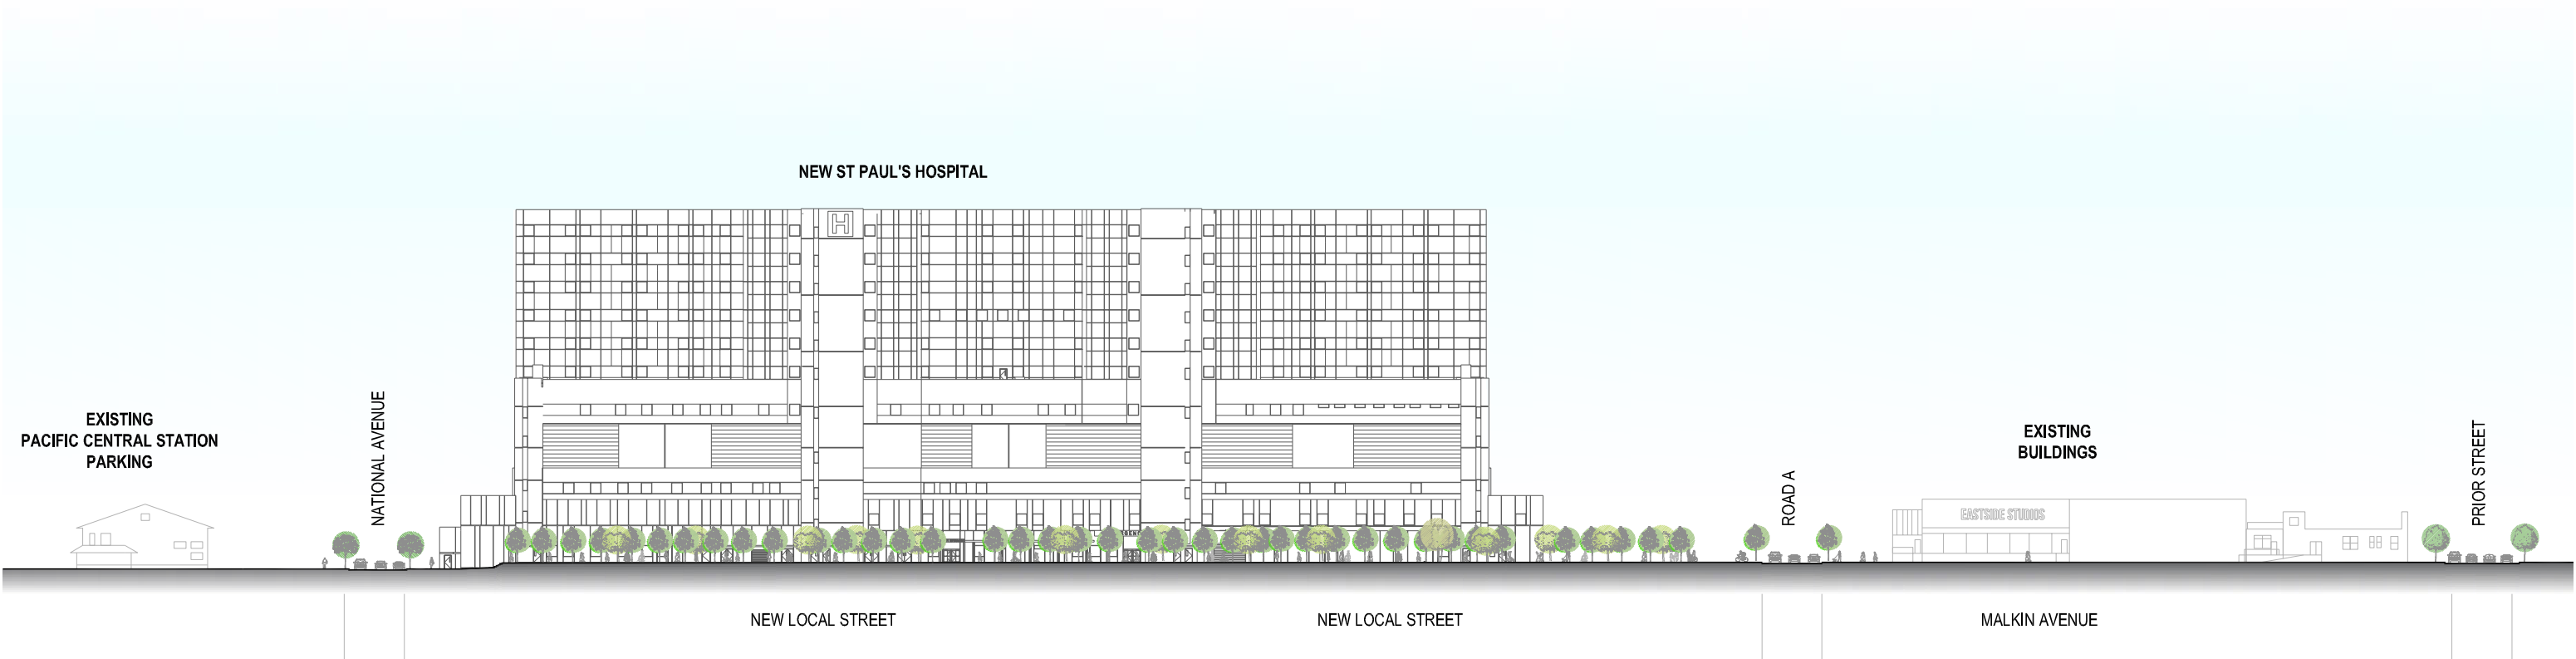 NEW ST PAUL'S HOSPITAL
H
EXISTING
PACIFIC CENTRAL STATION
PARKING
NATIONAL AVENUE
ROAD A
EXISTING
BUILDINGS
EASTSIDE STUDIOS
PRIOR STREET
NEW LOCAL STREET
NEW LOCAL STREET
MALKIN AVENUE